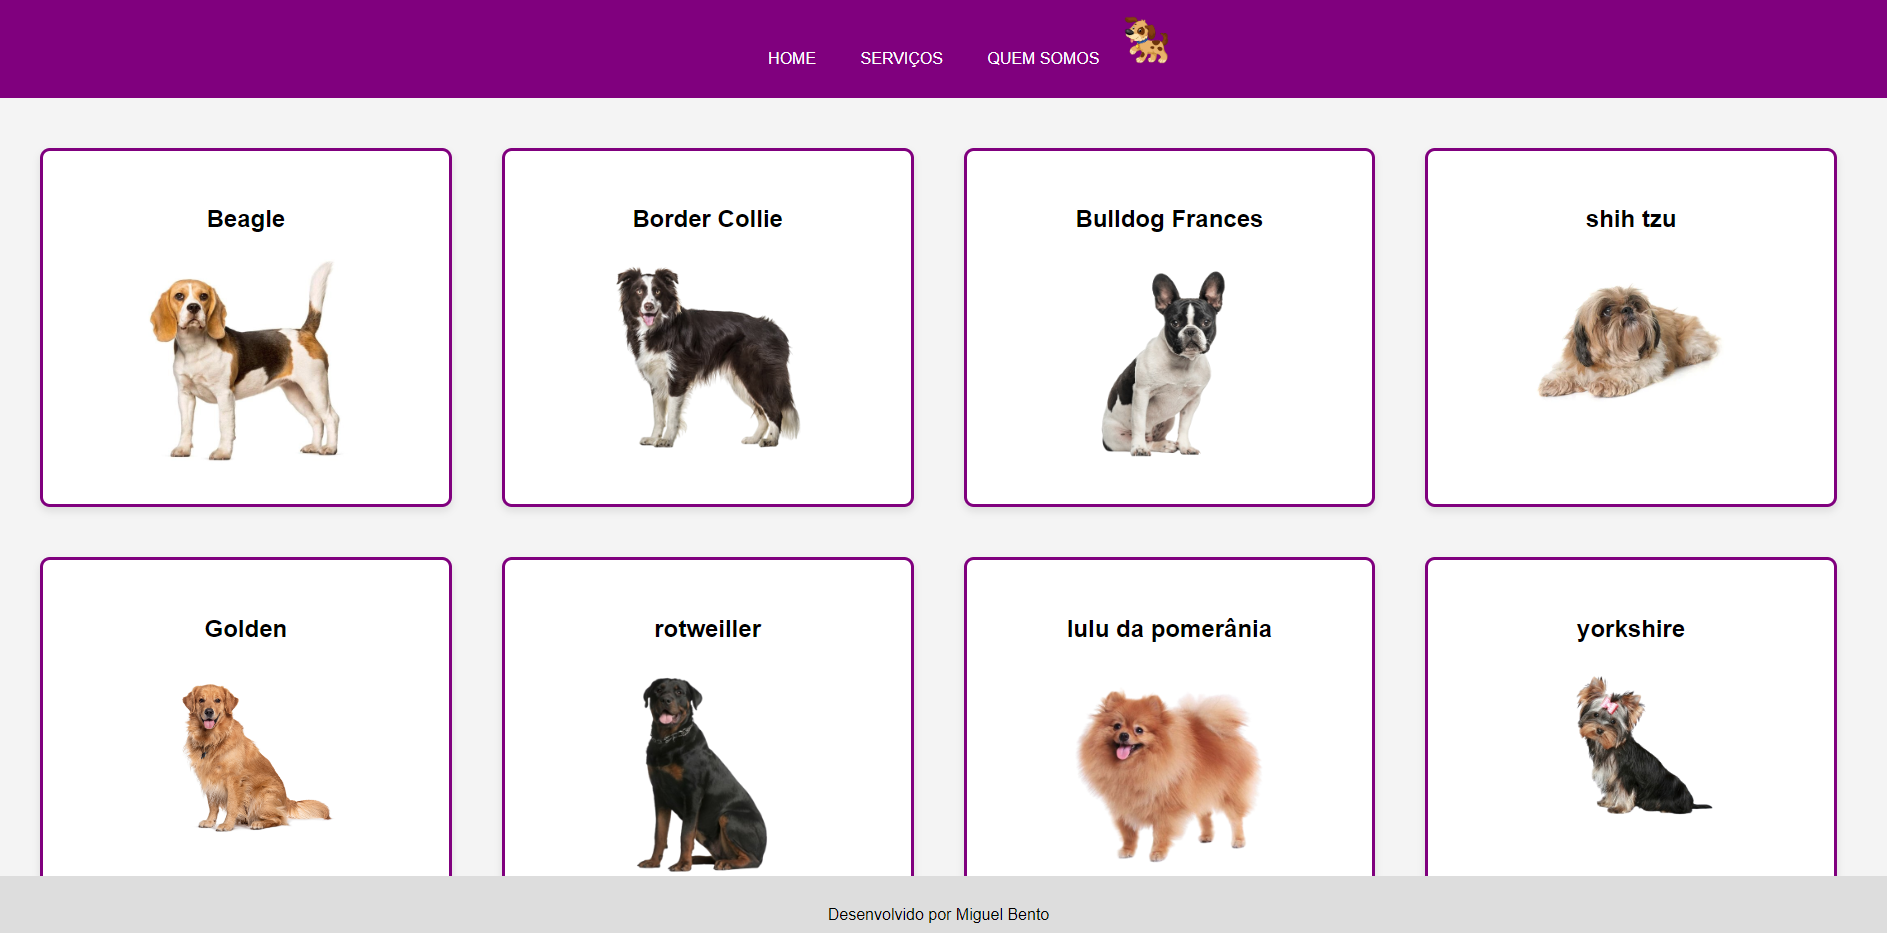 HOME SERVIÇOS QUEM SOMOS
Beagle
Border Collie
Bulldog Frances
shih tzu
Golden
rotweiller
lulu da pomerânia
yorkshire
Desenvolvido por Miguel Bento